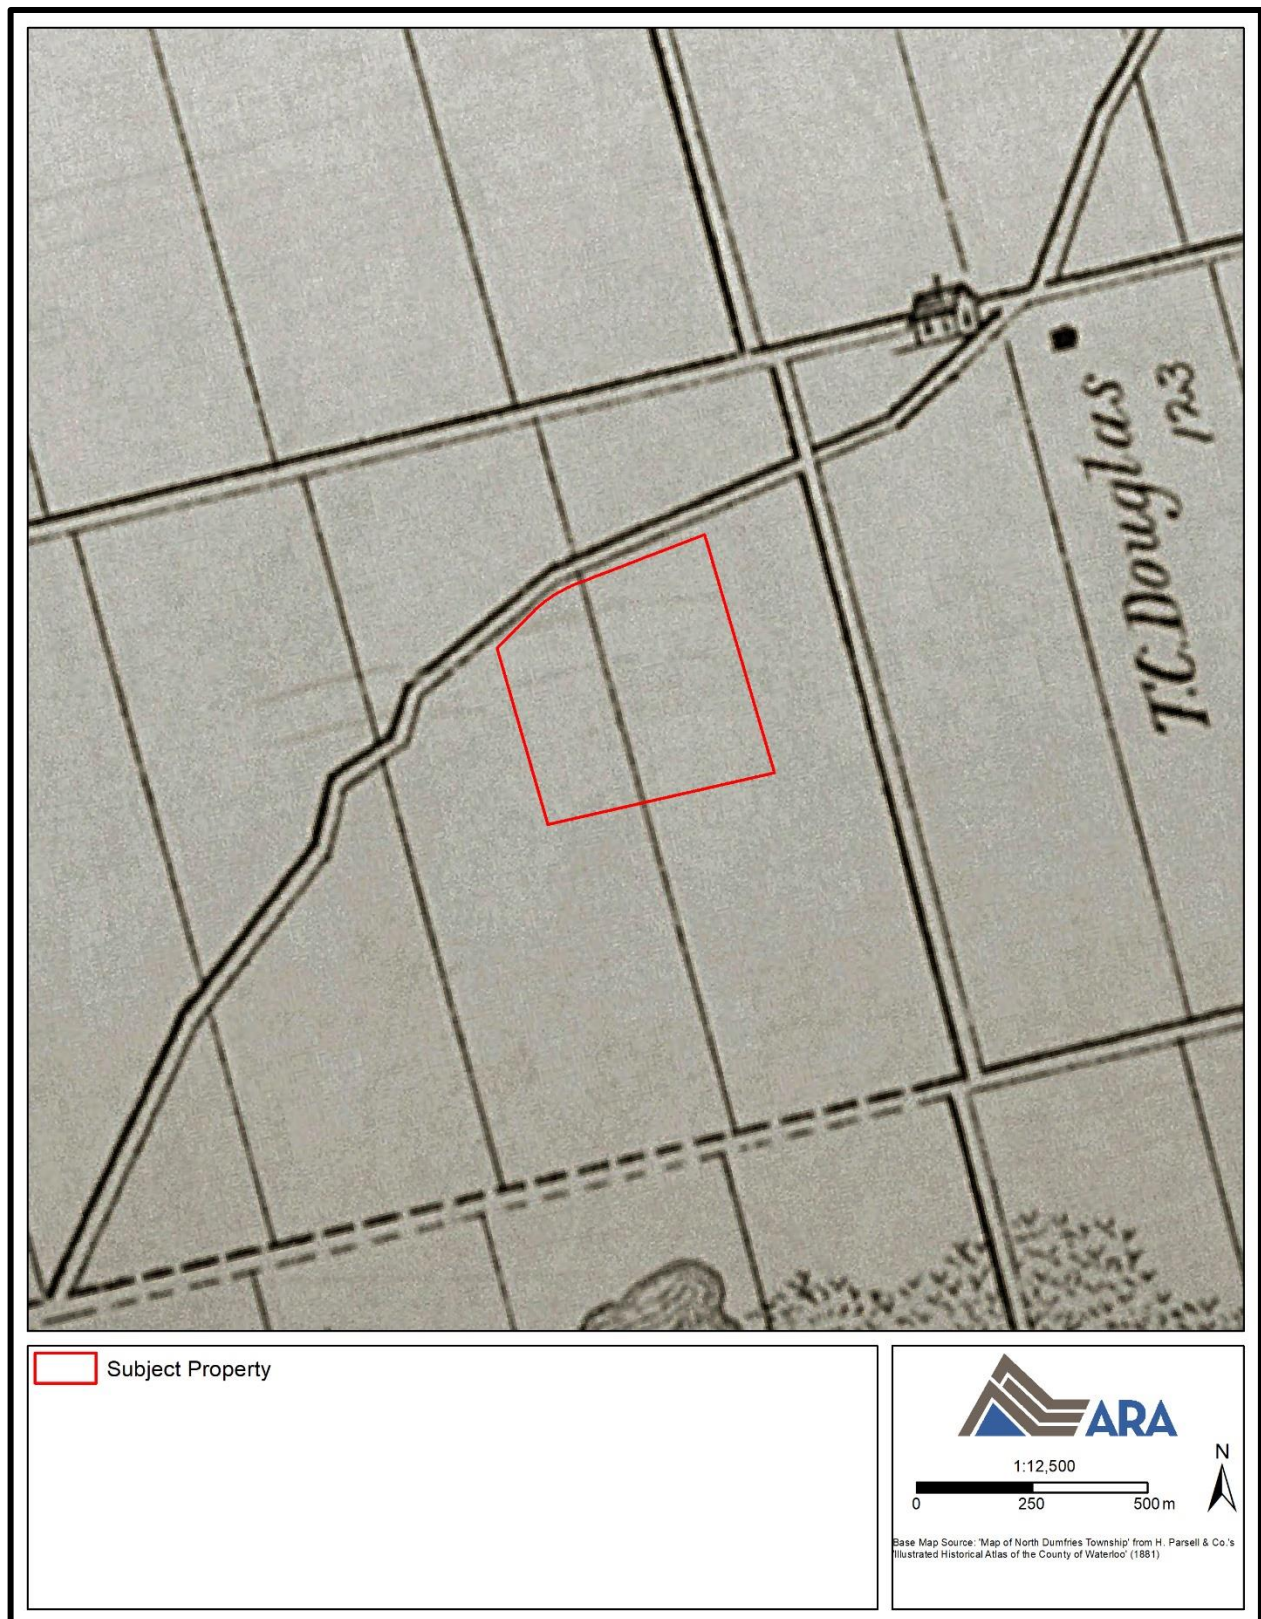 T.C. Douglas
123
Subject Property
ARA
1:12,500
N
0 250 500 m
Base Map Source: 'Map of North Dumfries Township' from H. Parsell & Co.'s
'Illustrated Historical Atlas of the County of Waterloo' (1881)